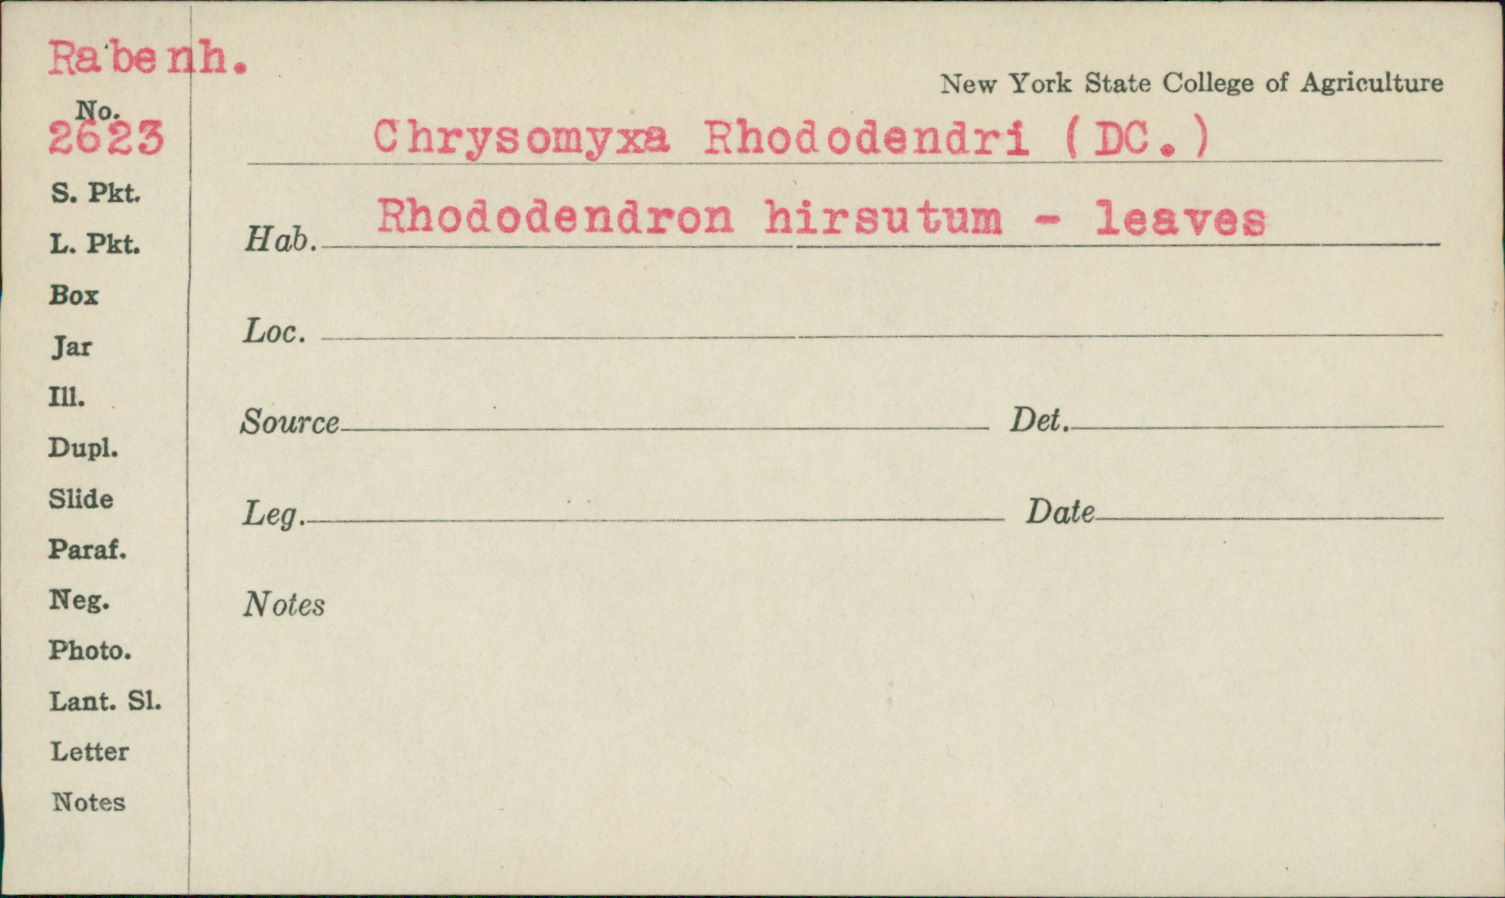 Rabenh.
New York State College of Agriculture
No.
2623
Chrysomyxa Rhododendri (DC.)
S. Pkt.
Hab. Rhododendron hirsutum - leaves
L. Pkt.
Box
Loc.
Jar
Ill.
Source Det.
Dupl.
Slide
Leg. Date
Paraf.
Neg.
Notes
Photo.
Lant. Sl.
Letter
Notes